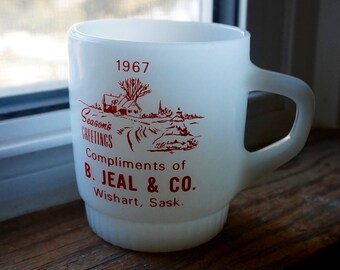 1967
Season's
GREETINGS
Compliments of
B. JEAL & CO.
Wishart, Sask.